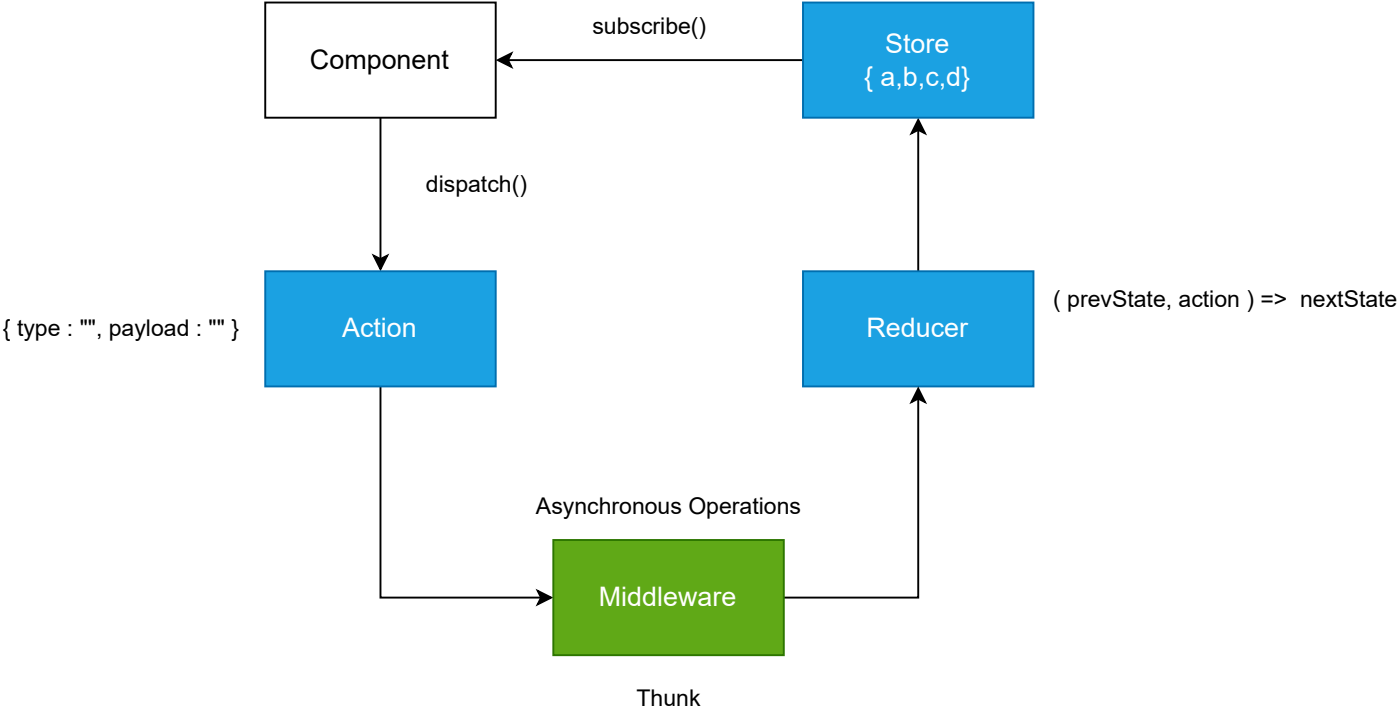 subscribe()
Component
Store
{ a,b,c,d}
dispatch()
{ type : "", payload : "" }
Action
Reducer
( prevState, action ) =>  nextState
Asynchronous Operations
Middleware
Thunk